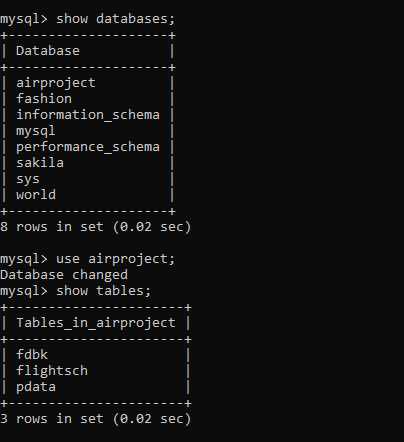 mysql> show databases;
+--------------------+
| Database           |
+--------------------+
| airproject         |
| fashion            |
| information_schema |
| mysql              |
| performance_schema |
| sakila             |
| sys                |
| world              |
+--------------------+
8 rows in set (0.02 sec)

mysql> use airproject;
Database changed
mysql> show tables;
+----------------------+
| Tables_in_airproject |
+----------------------+
| fdbk                 |
| flightsch            |
| pdata                |
+----------------------+
3 rows in set (0.02 sec)